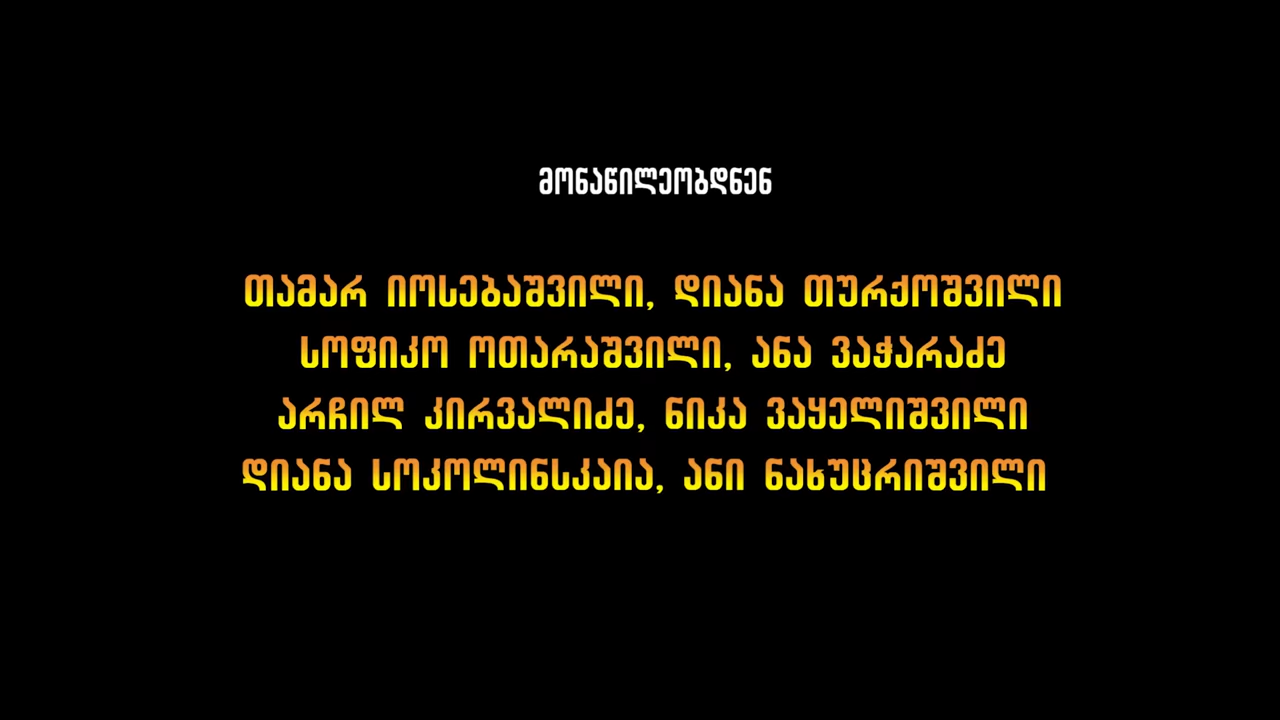 მონაწილეობდნენ
თამარ იოსებაშვილი, დიანა თურქოშვილი
სოფიკო ოთარაშვილი, ანა ვაჭარაძე
არჩილ კირვალიძე, ნიკა ვაყელიშვილი
დიანა სოკოლინსკაია, ანი ნახუცრიშვილი